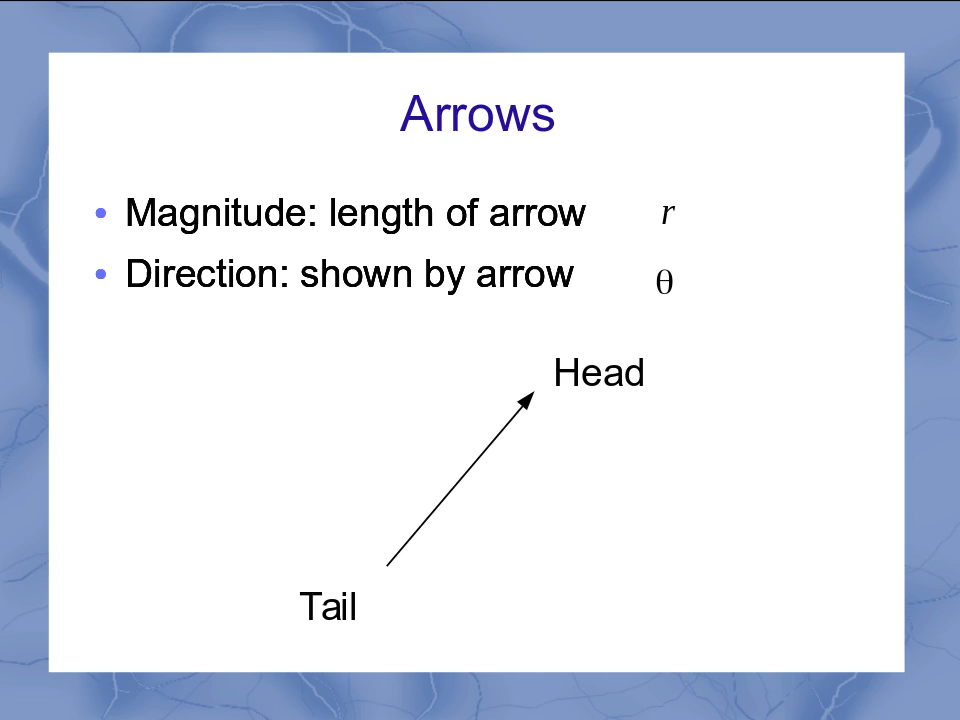 Arrows
• Magnitude: length of arrow r
• Direction: shown by arrow θ
Head
Tail